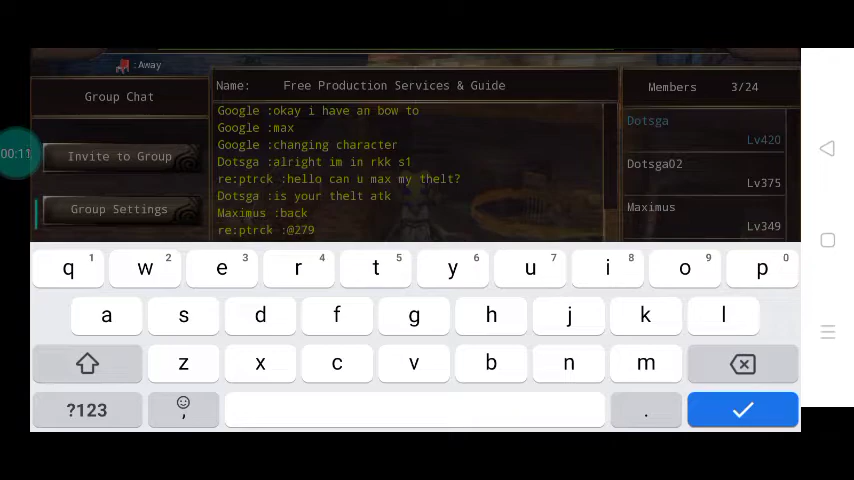 :Away
Group Chat
Invite to Group
Group Settings
00:11
Name: Free Production Services & Guide
Google :okay i have an bow to
Google :max
Google :changing character
Dotsga :alright im in rkk s1
re:ptrck :hello can u max my thelt?
Dotsga :is your thelt atk
Maximus :back
re:ptrck :@279
Members 3/24
Dotsga
Lv420
Dotsga02
Lv375
Maximus
Lv349
q 1 w 2 e 3 r 4 t 5 y 6 u 7 i 8 o 9 p 0
a s d f g h j k l
z x c v b n m
?123 , .